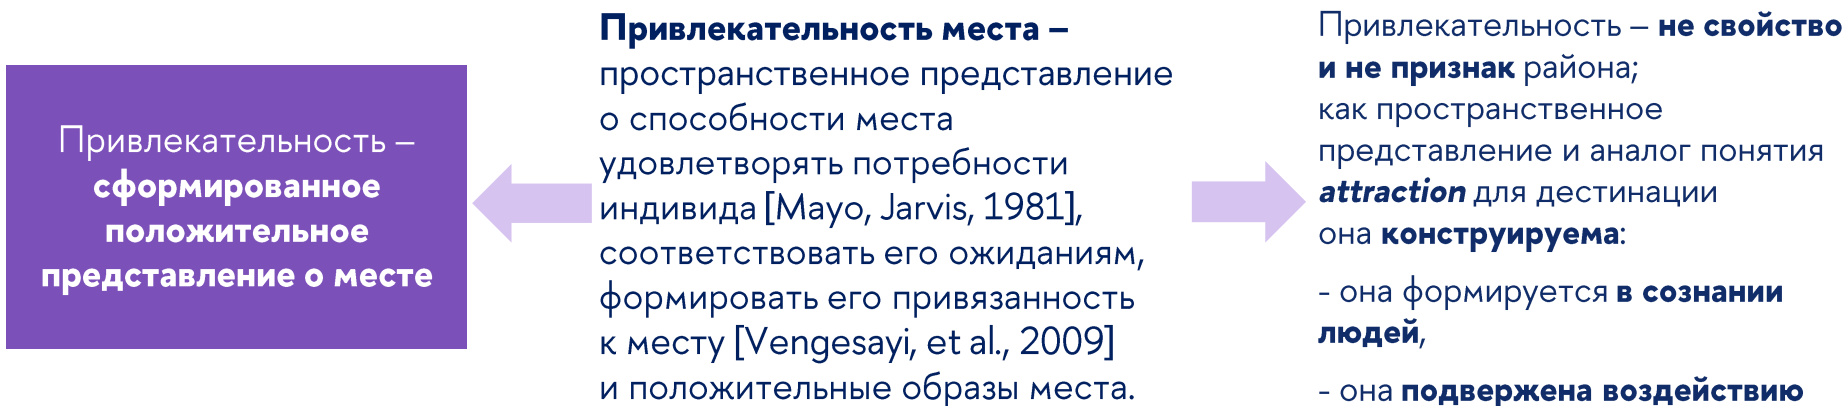 Привлекательность –
сформированное
положительное
представление о месте
Привлекательность места –
пространственное представление
о способности места
удовлетворять потребности
индивида [Mayo, Jarvis, 1981],
соответствовать его ожиданиям,
формировать его привязанность
к месту [Vengesayi, et al., 2009]
и положительные образы места.
Привлекательность – не свойство
и не признак района;
как пространственное
представление и аналог понятия
attraction для дестинации
она конструируема:
- она формируется в сознании
людей,
- она подвержена воздействию